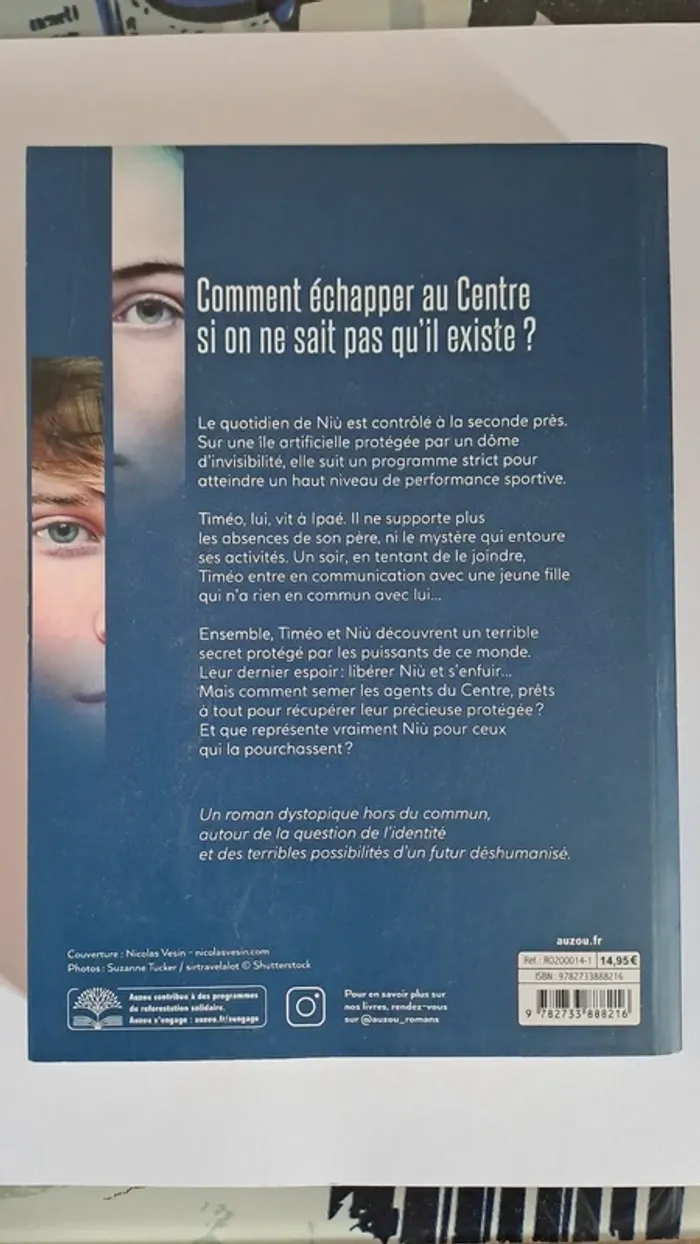 Comment échapper au Centre
si on ne sait pas qu'il existe ?
Le quotidien de Niù est contrôlé à la seconde près.
Sur une île artificielle protégée par un dôme
d'invisibilité, elle suit un programme strict pour
atteindre un haut niveau de performance sportive.
Timéo, lui, vit à Ipaé. Il ne supporte plus
les absences de son père, ni le mystère qui entoure
ses activités. Un soir, en tentant de le joindre,
Timéo entre en communication avec une jeune fille
qui n'a rien en commun avec lui...
Ensemble, Timéo et Niù découvrent un terrible
secret protégé par les puissants de ce monde.
Leur dernier espoir : libérer Niù et s'enfuir...
Mais comment semer les agents du Centre, prêts
à tout pour récupérer leur précieuse protégée ?
Et que représente vraiment Niù pour ceux
qui la pourchassent ?
Un roman dystopique hors du commun,
autour de la question de l'identité
et des terribles possibilités d'un futur déshumanisé.
Couverture : Nicolas Vesin – nicolasvesin.com
Photos : Suzanne Tucker / sirtravelalot © Shutterstock
Auzou contribue à des programmes
de reforestation solidaire.
Auzou s'engage : auzou.fr/sengage
Pour en savoir plus sur
nos livres, rendez-vous
sur @auzou_romans
auzou.fr
Réf. : RO200014-1 14,95 €
ISBN : 9782733888216
9 782733 888216